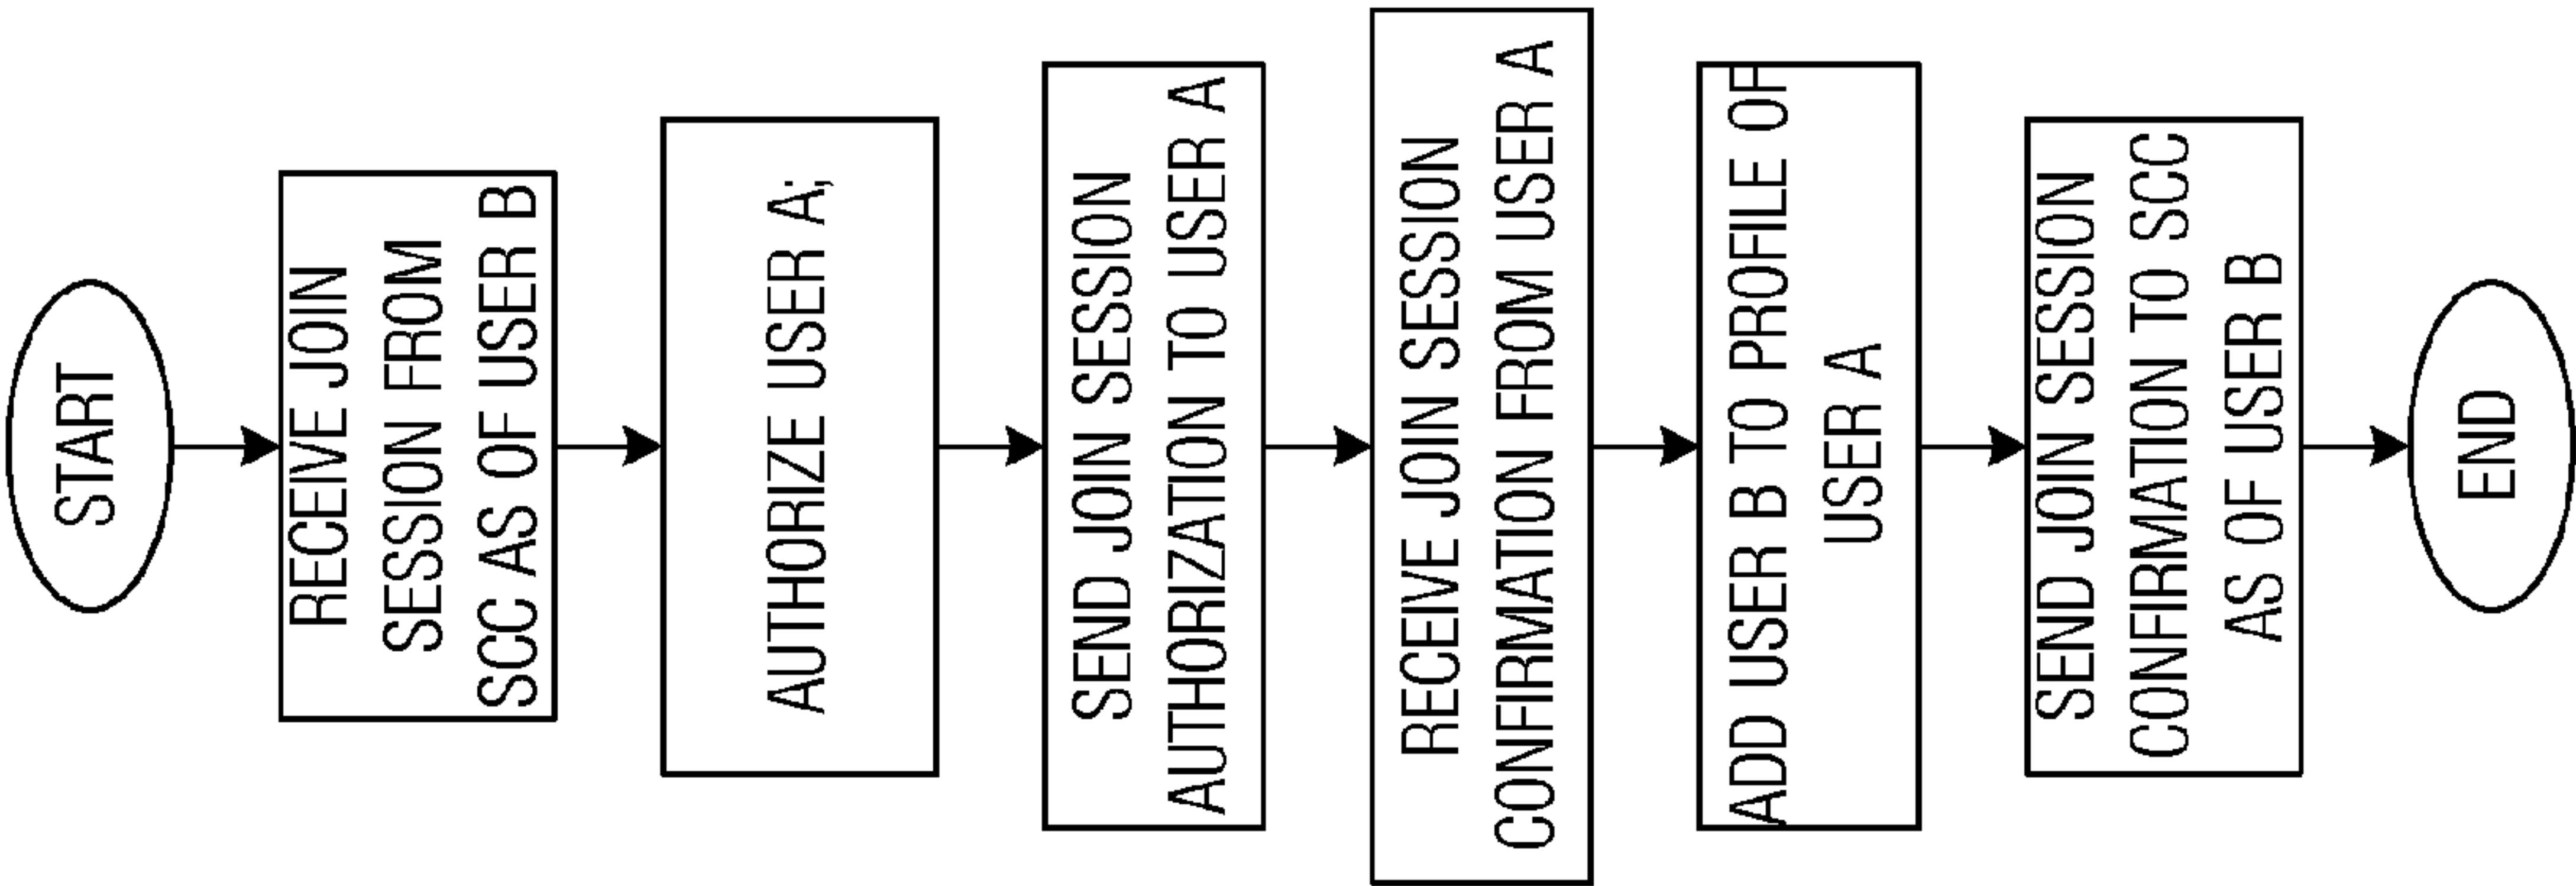 START
RECEIVE JOIN
SESSION FROM
SCC AS OF USER B
AUTHORIZE USER A;
SEND JOIN SESSION
AUTHORIZATION TO USER A
RECEIVE JOIN SESSION
CONFIRMATION FROM USER A
ADD USER B TO PROFILE OF
USER A
SEND JOIN SESSION
CONFIRMATION TO SCC
AS OF USER B
END